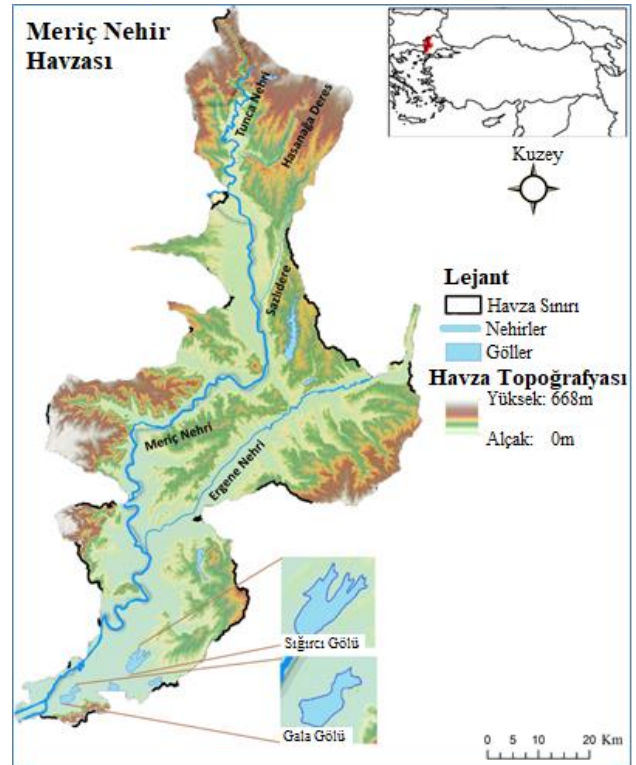 Meriç Nehir
Havzası
Tunca Nehri
Hasanağa Deres
Kuzey
Sazlıdere
Lejant
Havza Sınırı
Nehirler
Göller
Havza Topoğrafyası
Yüksek: 668m
Alçak: 0m
Meriç Nehri
Ergene Nehri
Sığırcı Gölü
Gala Gölü
0 5 10 20 Km